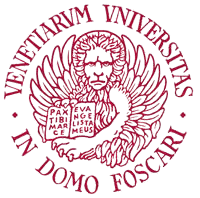 VENETIARVM VNIVERSITAS
· IN DOMO FOSCARI ·
PAX
TIBI
MAR
CE
EVA
NGE
LISTA
MEUS